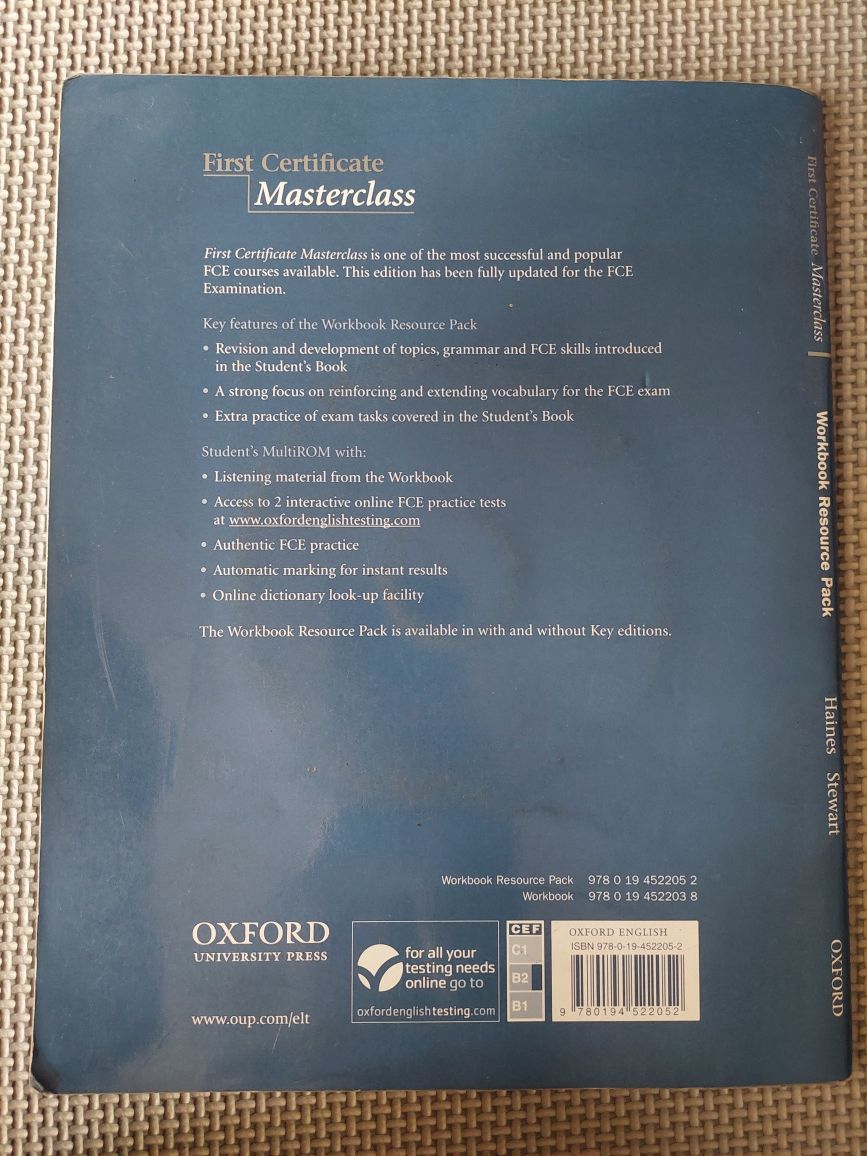 First Certificate
Masterclass
First Certificate Masterclass is one of the most successful and popular
FCE courses available. This edition has been fully updated for the FCE
Examination.
Key features of the Workbook Resource Pack
• Revision and development of topics, grammar and FCE skills introduced
in the Student's Book
• A strong focus on reinforcing and extending vocabulary for the FCE exam
• Extra practice of exam tasks covered in the Student's Book
Student's MultiROM with:
• Listening material from the Workbook
• Access to 2 interactive online FCE practice tests
at www.oxfordenglishtesting.com
• Authentic FCE practice
• Automatic marking for instant results
• Online dictionary look-up facility
The Workbook Resource Pack is available in with and without Key editions.
Workbook Resource Pack 978 0 19 452205 2
Workbook 978 0 19 452203 8
OXFORD
UNIVERSITY PRESS
www.oup.com/elt
for all your
testing needs
online go to
oxfordenglishtesting.com
CEF
C1
B2
B1
OXFORD ENGLISH
ISBN 978-0-19-452205-2
9 780194 522052
First Certificate Masterclass
Workbook Resource Pack
Haines Stewart
OXFORD